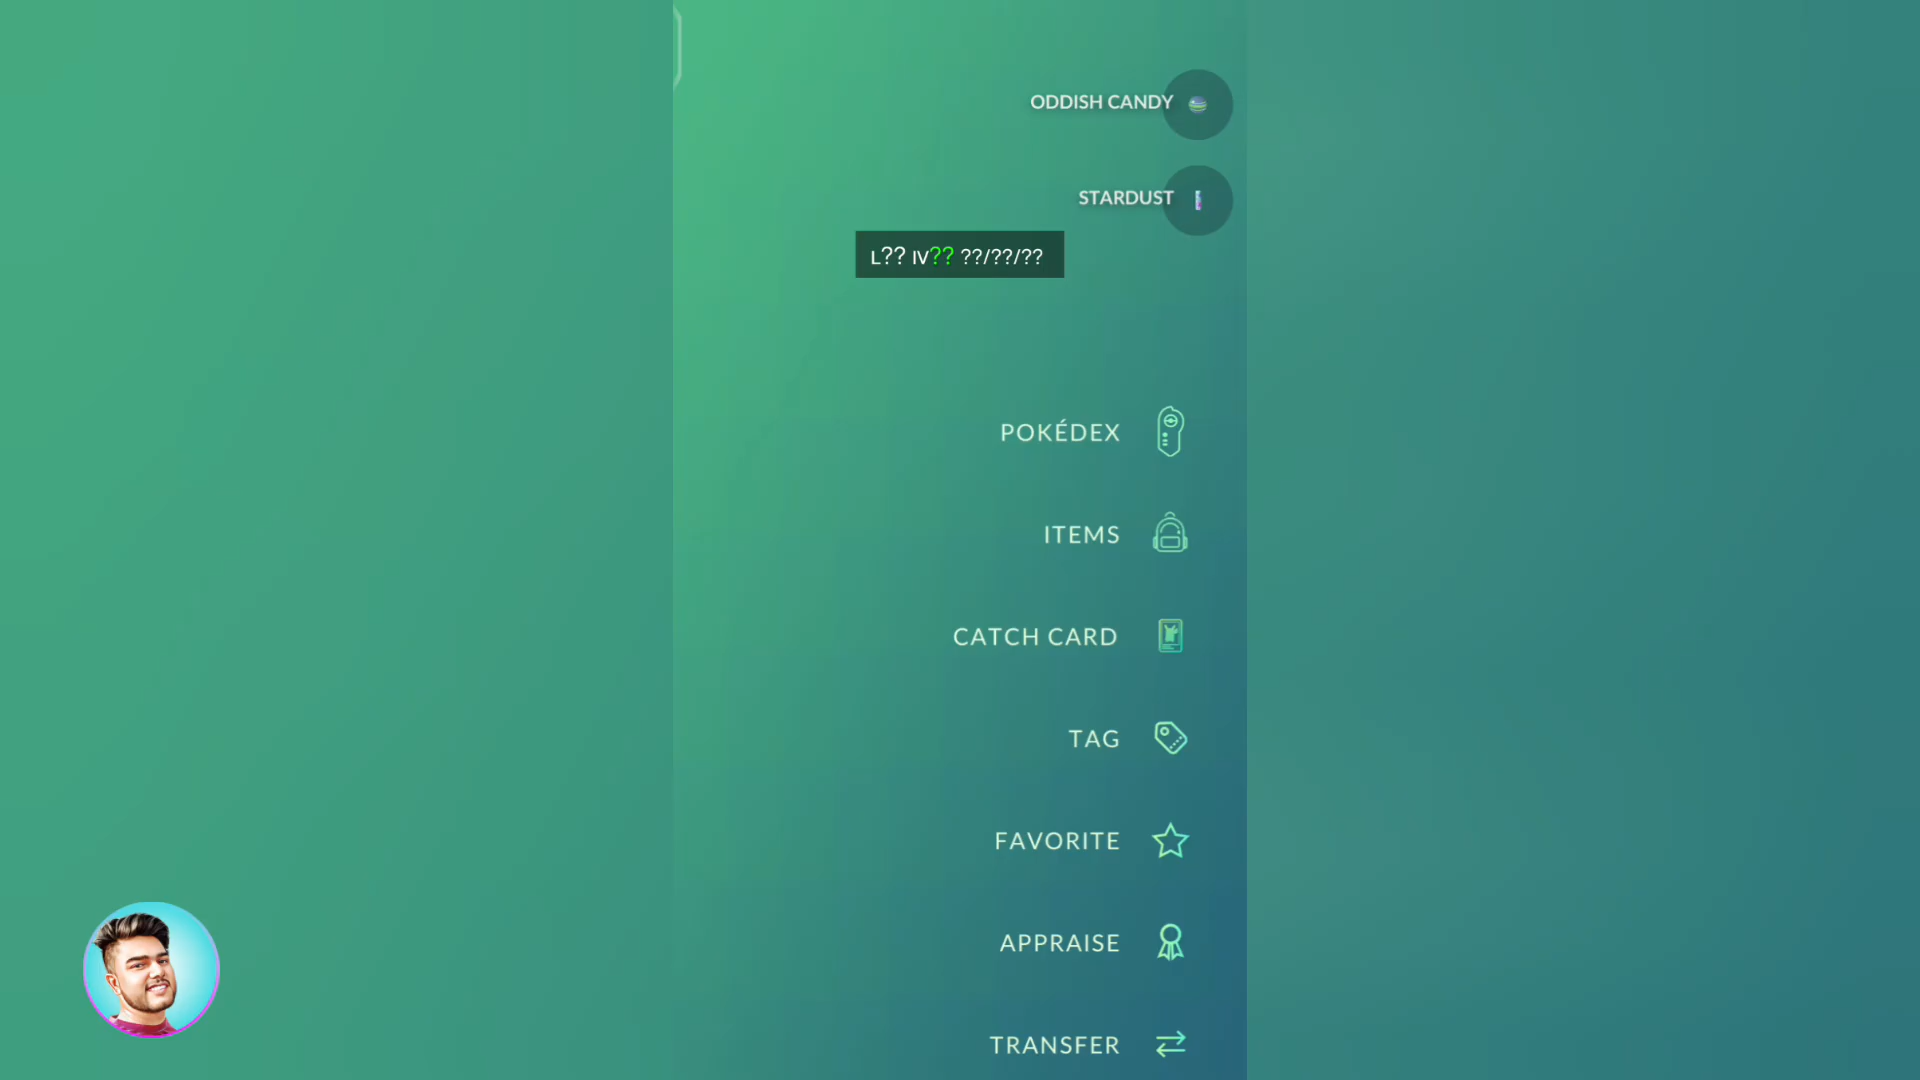 ODDISH CANDY
STARDUST
L?? IV?? ??/??/??
POKÉDEX
ITEMS
CATCH CARD
TAG
FAVORITE
APPRAISE
TRANSFER